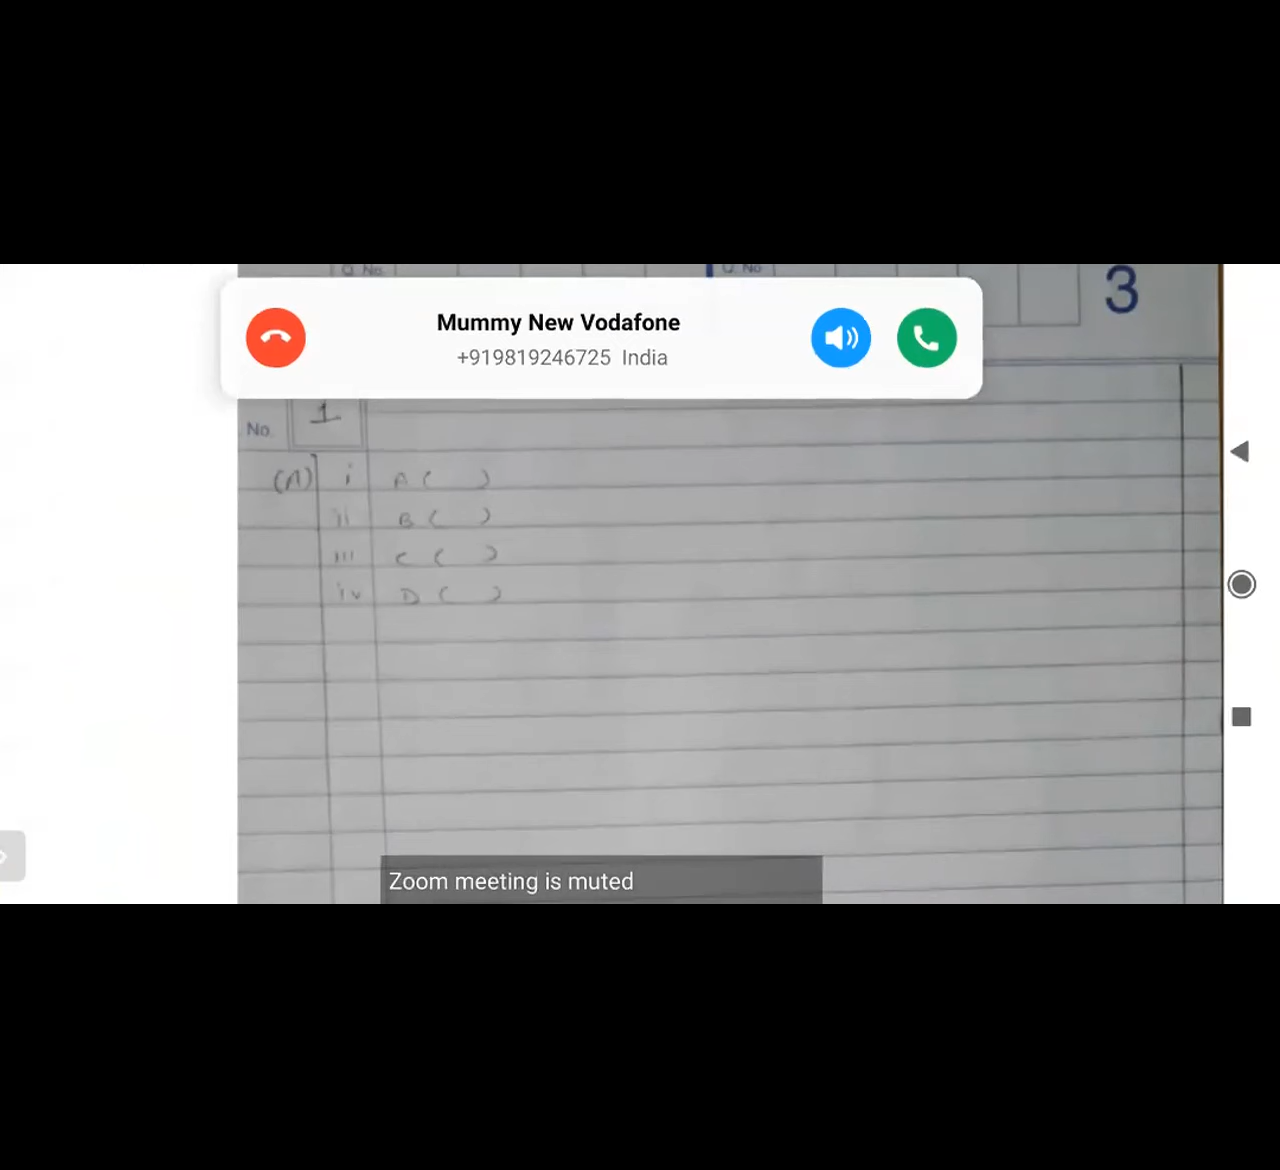 Q. No.
Q. No
3
Mummy New Vodafone
+919819246725 India
No. 1
(A) i A ( )
ii B ( )
iii C ( )
iv D ( )
Zoom meeting is muted